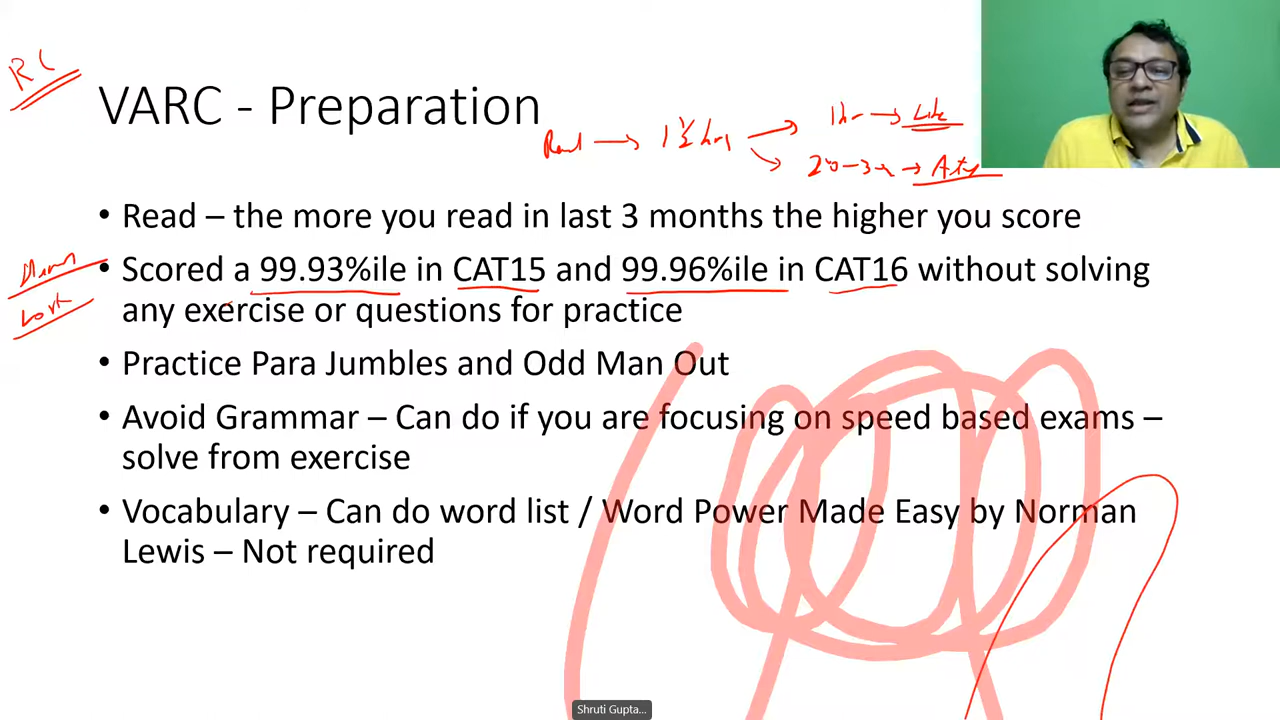 RC
VARC - Preparation
Read → 1½ hrs
1hr → Like
20-30 →
• Read – the more you read in last 3 months the higher you score
• Scored a 99.93%ile in CAT15 and 99.96%ile in CAT16 without solving
any exercise or questions for practice
work
• Practice Para Jumbles and Odd Man Out
• Avoid Grammar – Can do if you are focusing on speed based exams –
solve from exercise
• Vocabulary – Can do word list / Word Power Made Easy by Norman
Lewis – Not required
Shruti Gupta...